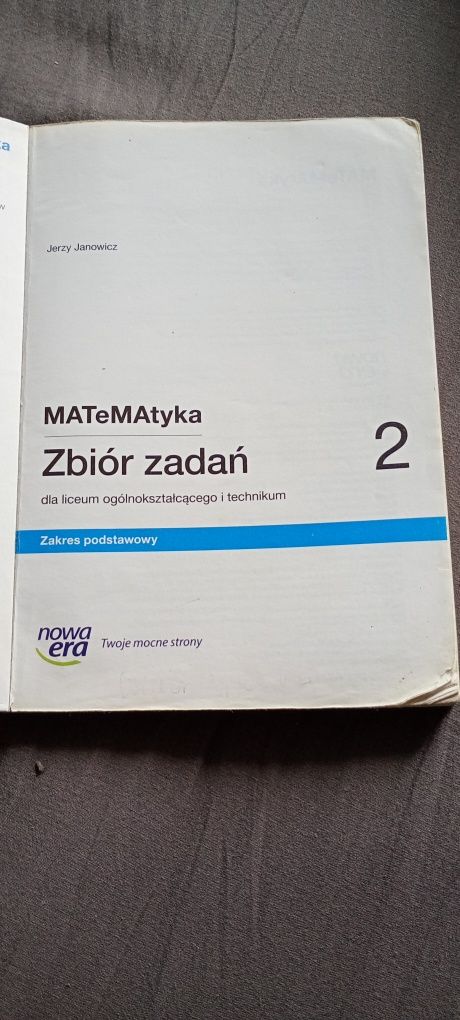 Jerzy Janowicz
MATeMAtyka
Zbiór zadań
2
dla liceum ogólnokształcącego i technikum
Zakres podstawowy
nowa
era
Twoje mocne strony